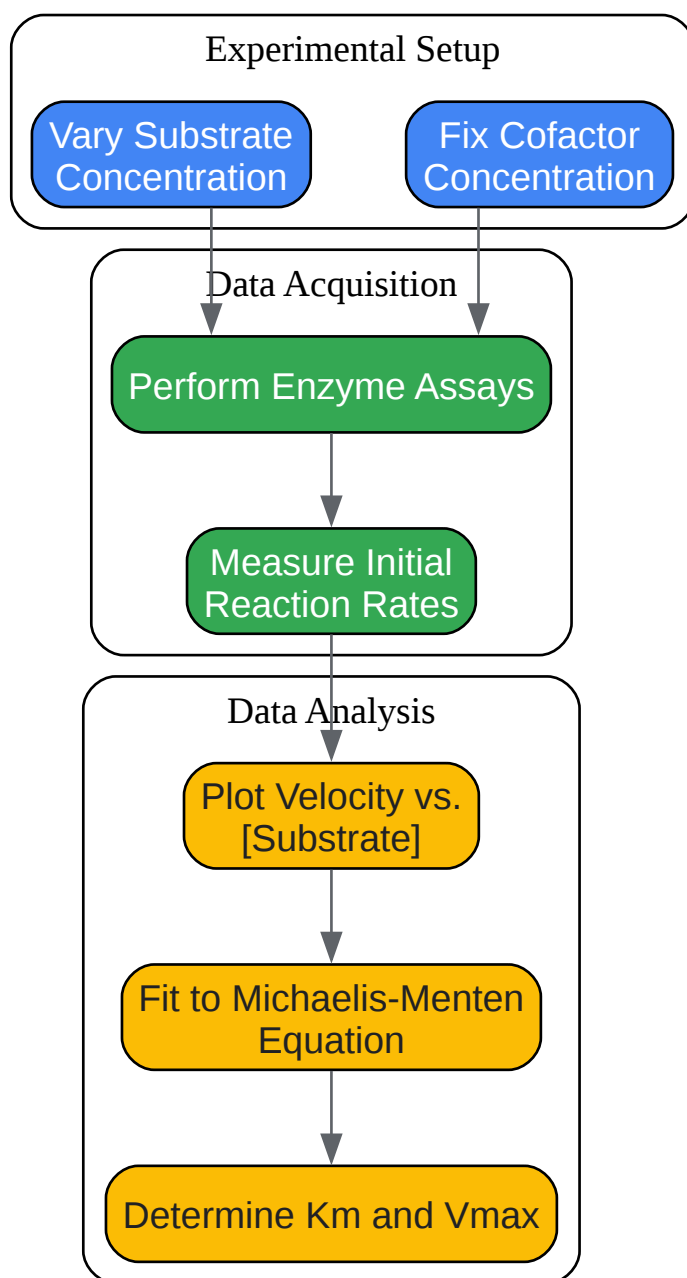 Experimental Setup
Vary Substrate
Concentration
Fix Cofactor
Concentration
Data Acquisition
Perform Enzyme Assays
Measure Initial
Reaction Rates
Data Analysis
Plot Velocity vs.
[Substrate]
Fit to Michaelis-Menten
Equation
Determine Km and Vmax